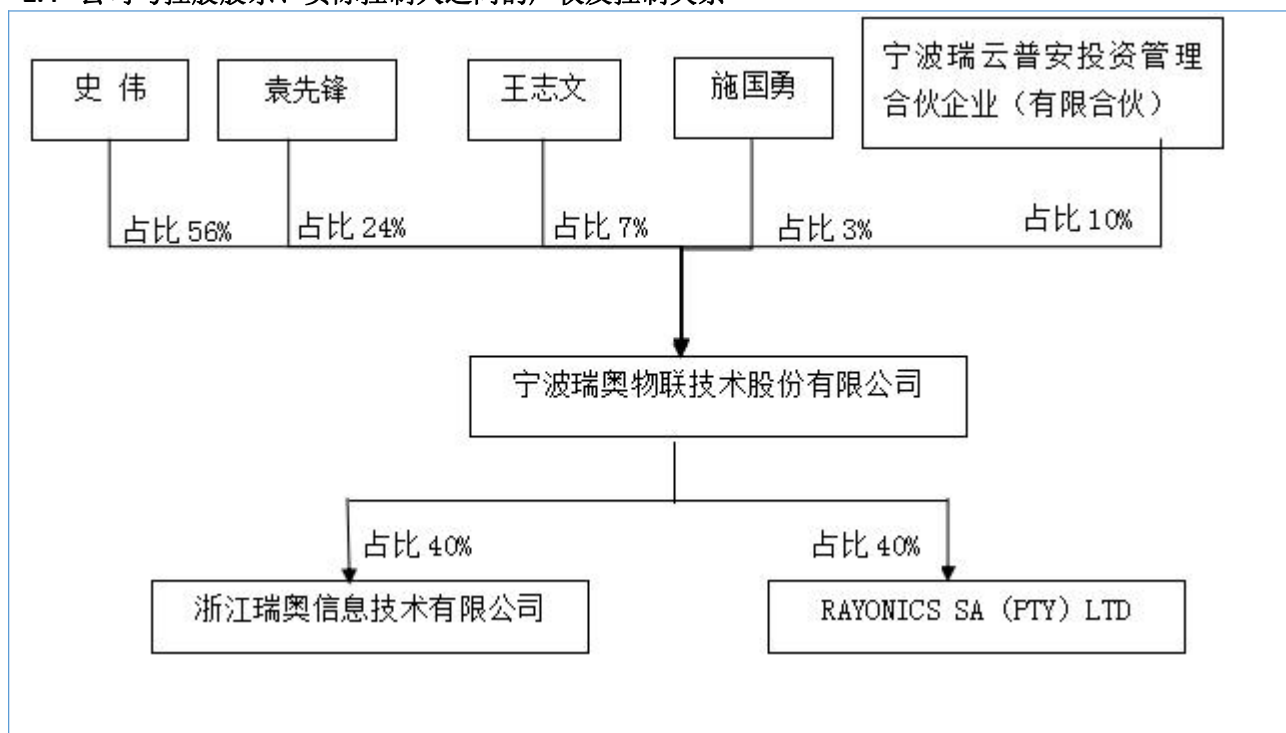 史 伟
袁先锋
王志文
施国勇
宁波瑞云普安投资管理
合伙企业（有限合伙）
占比 56%
占比 24%
占比 7%
占比 3%
占比 10%
宁波瑞奥物联技术股份有限公司
占比 40%
占比 40%
浙江瑞奥信息技术有限公司
RAYONICS SA (PTY) LTD